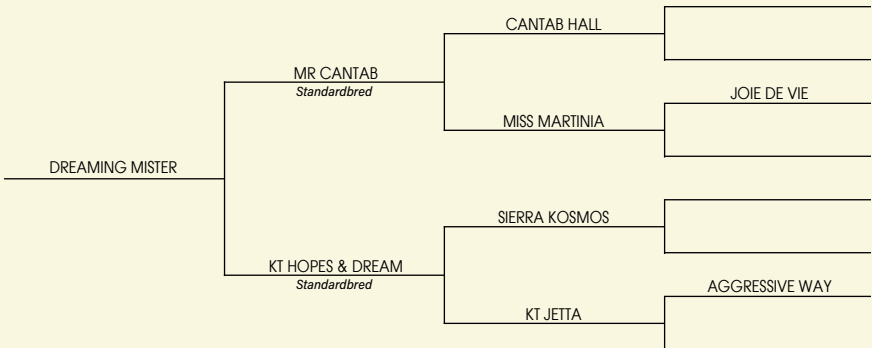 CANTAB HALL
MR CANTAB
Standardbred
JOIE DE VIE
MISS MARTINIA
DREAMING MISTER
SIERRA KOSMOS
KT HOPES & DREAM
Standardbred
AGGRESSIVE WAY
KT JETTA